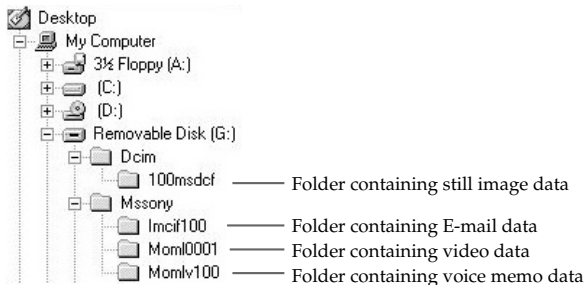 Desktop
My Computer
3½ Floppy (A:)
(C:)
(D:)
Removable Disk (G:)
Dcim
100msdcf Folder containing still image data
Mssony
Imcif100 Folder containing E-mail data
Moml0001 Folder containing video data
Momlv100 Folder containing voice memo data